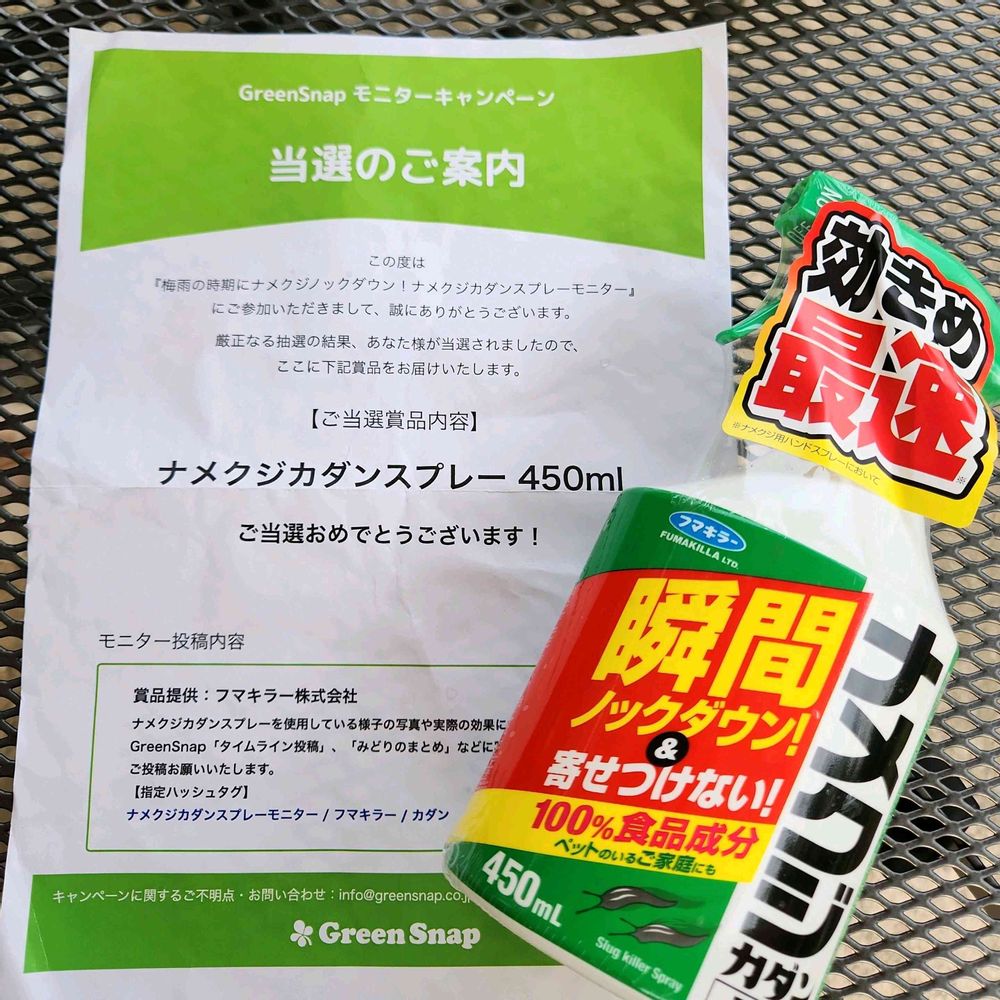 GreenSnap モニターキャンペーン
当選のご案内
この度は
『梅雨の時期にナメクジノックダウン！ナメクジカダンスプレーモニター』
にご参加いただきまして、誠にありがとうございます。
厳正なる抽選の結果、あなた様が当選されましたので、
ここに下記賞品をお届けいたします。
【ご当選賞品内容】
ナメクジカダンスプレー 450ml
ご当選おめでとうございます！
モニター投稿内容
賞品提供：フマキラー株式会社
ナメクジカダンスプレーを使用している様子の写真や実際の効果に
GreenSnap「タイムライン投稿」、「みどりのまとめ」などに
ご投稿お願いいたします。
【指定ハッシュタグ】
ナメクジカダンスプレーモニター / フマキラー / カダン
キャンペーンに関するご不明点・お問い合わせ：info@greensnap.co.j
Green Snap
効きめ
最速
※ナメクジ用ハンドスプレーにおいて
フマキラー
FUMAKILLA LTD.
瞬間
ノックダウン!
&
寄せつけない!
100%食品成分
ペットのいるご家庭にも
450mL
Slug killer Spray
ナメクジ
カダン